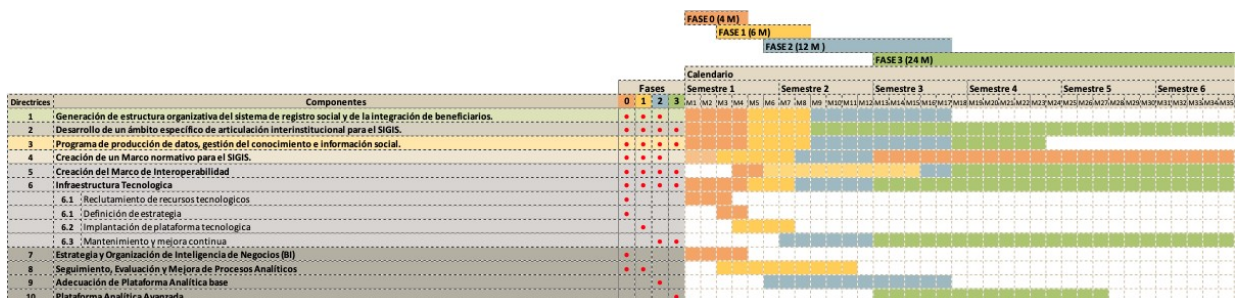 FASE 0 (4 M)
FASE 1 (6 M)
FASE 2 (12 M )
FASE 3 (24 M)
Calendario
Fases Semestre 1 Semestre 2 Semestre 3 Semestre 4 Semestre 5 Semestre 6
Directrices Componentes 0 1 2 3 M1 M2 M3 M4 M5 M6 M7 M8 M9 M10 M11 M12 M13 M14 M15 M16 M17 M18 M19 M20 M21 M22 M23 M24 M25 M26 M27 M28 M29 M30 M31 M32 M33 M34 M35
1 Generación de estructura organizativa del sistema de registro social y de la integración de beneficiarios.
2 Desarrollo de un ámbito específico de articulación interinstitucional para el SIGIS.
3 Programa de producción de datos, gestión del conocimiento e información social.
4 Creación de un Marco normativo para el SIGIS.
5 Creación del Marco de Interoperabilidad
6 Infraestructura Tecnologica
6.1 Reclutamiento de recursos tecnologicos
6.1 Definición de estrategia
6.2 Implantación de plataforma tecnologica
6.3 Mantenimiento y mejora continua
7 Estrategia y Organización de Inteligencia de Negocios (BI)
8 Seguimiento, Evaluación y Mejora de Procesos Analíticos
9 Adecuación de Plataforma Analítica base
10 Plataforma Analítica Avanzada